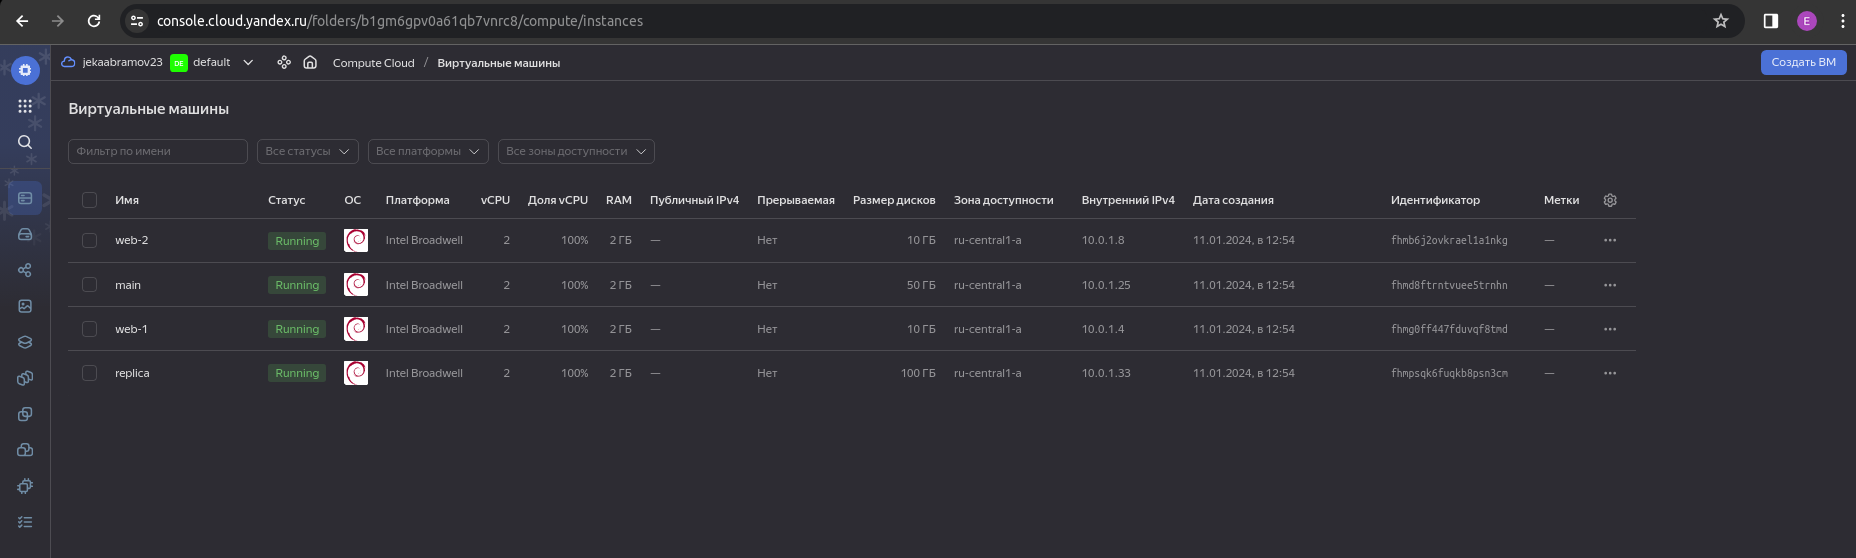 console.cloud.yandex.ru/folders/b1gm6gpv0a61qb7vnrc8/compute/instances
E
jekaabramov23 DE default Compute Cloud / Виртуальные машины Создать ВМ
Виртуальные машины
Фильтр по имени Все статусы Все платформы Все зоны доступности
Имя Статус ОС Платформа vCPU Доля vCPU RAM Публичный IPv4 Прерываемая Размер дисков Зона доступности Внутренний IPv4 Дата создания Идентификатор Метки
web-2 Running Intel Broadwell 2 100% 2 ГБ — Нет 10 ГБ ru-central1-a 10.0.1.8 11.01.2024, в 12:54 fhmb6j2ovkrael1a1nkg —
main Running Intel Broadwell 2 100% 2 ГБ — Нет 50 ГБ ru-central1-a 10.0.1.25 11.01.2024, в 12:54 fhmd8ftrntvuee5trnhn —
web-1 Running Intel Broadwell 2 100% 2 ГБ — Нет 10 ГБ ru-central1-a 10.0.1.4 11.01.2024, в 12:54 fhmg0ff447fduvqf8tmd —
replica Running Intel Broadwell 2 100% 2 ГБ — Нет 100 ГБ ru-central1-a 10.0.1.33 11.01.2024, в 12:54 fhmpsqk6fuqkb8psn3cm —